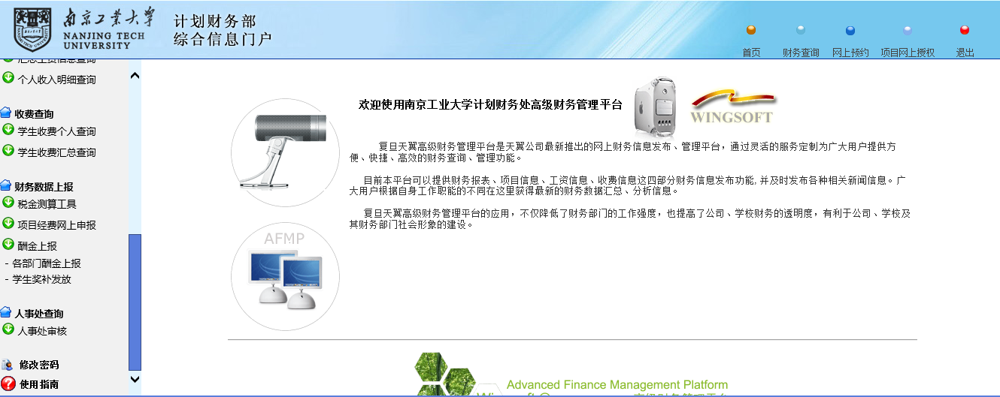 南京工业大学
NANJING TECH
UNIVERSITY
计划财务部
综合信息门户
首页
财务查询
网上预约
项目网上授权
退出
汇总工资信息查询
个人收入明细查询
收费查询
学生收费个人查询
学生收费汇总查询
财务数据上报
税金测算工具
项目经费网上申报
酬金上报
- 各部门酬金上报
- 学生奖补发放
人事处查询
人事处审核
修改密码
使用指南
欢迎使用南京工业大学计划财务处高级财务管理平台
WINGSOFT
复旦天翼高级财务管理平台是天翼公司最新推出的网上财务信息发布、管理平台，通过灵活的服务定制为广大用户提供方
便、快捷、高效的财务查询、管理功能。
目前本平台可以提供财务报表、项目信息、工资信息、收费信息这四部分财务信息发布功能, 并及时发布各种相关新闻信息。广
大用户根据自身工作职能的不同在这里获得最新的财务数据汇总、分析信息。
复旦天翼高级财务管理平台的应用，不仅降低了财务部门的工作强度，也提高了公司、学校财务的透明度，有利于公司、学校及
其财务部门社会形象的建设。
AFMP
Advanced Finance Management Platform